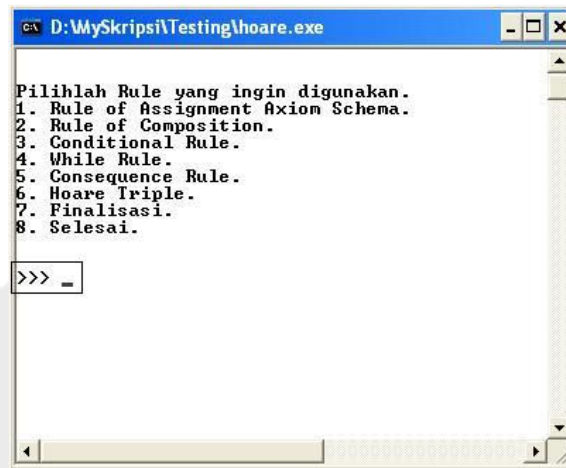 D:\MySkripsi\Testing\hoare.exe
Pilihlah Rule yang ingin digunakan.
1. Rule of Assignment Axiom Schema.
2. Rule of Composition.
3. Conditional Rule.
4. While Rule.
5. Consequence Rule.
6. Hoare Triple.
7. Finalisasi.
8. Selesai.
>>> _